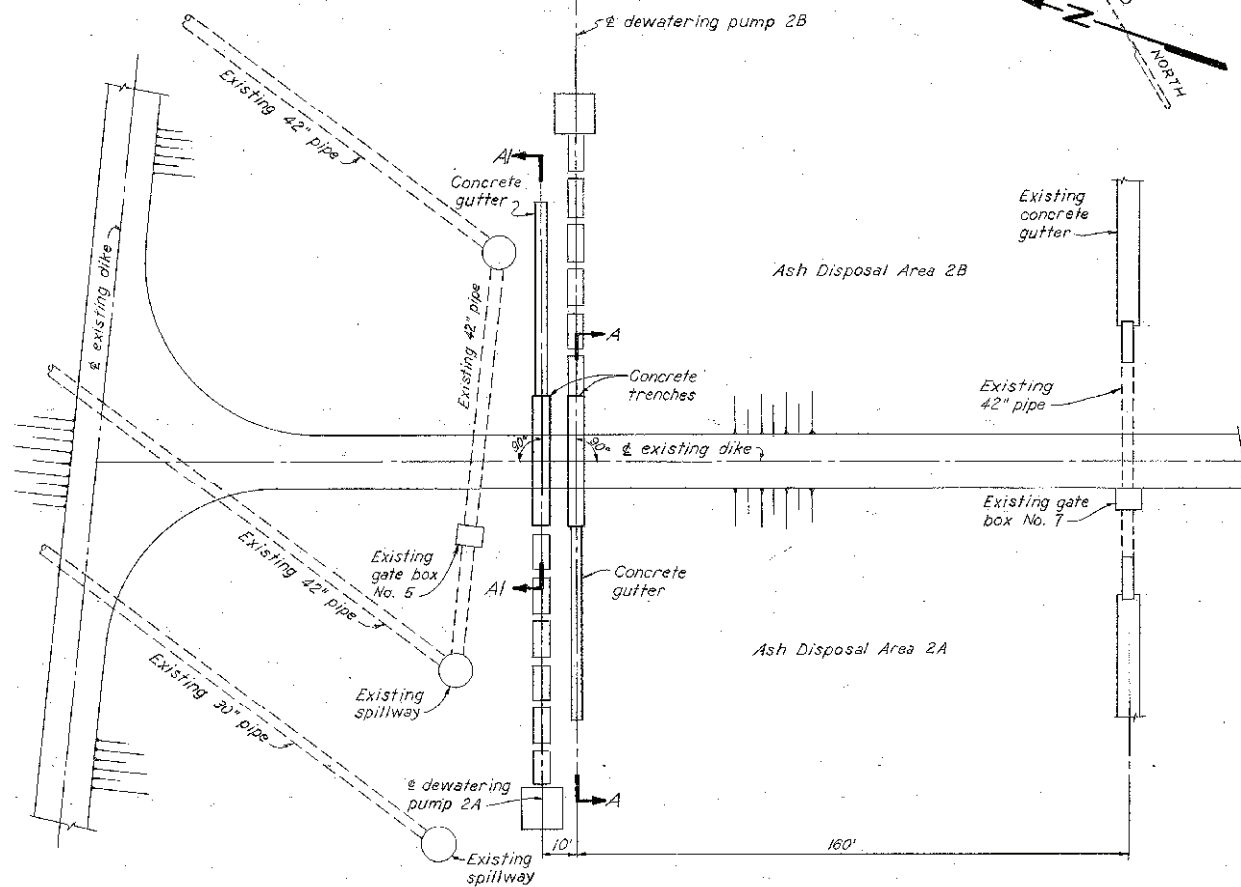 ℄ dewatering pump 2B
N
NORTH
Existing 42" pipe
A1
Concrete
gutter
Existing
concrete
gutter
℄ existing dike
Ash Disposal Area 2B
Existing 42" pipe
A
Concrete
trenches
Existing
42" pipe
90°
90°
℄ existing dike
Existing gate
box No. 7
Existing
gate box
No. 5
A1
Concrete
gutter
Existing 42" pipe
Ash Disposal Area 2A
Existing 30" pipe
Existing
spillway
℄ dewatering
pump 2A
A
10'
160'
Existing
spillway